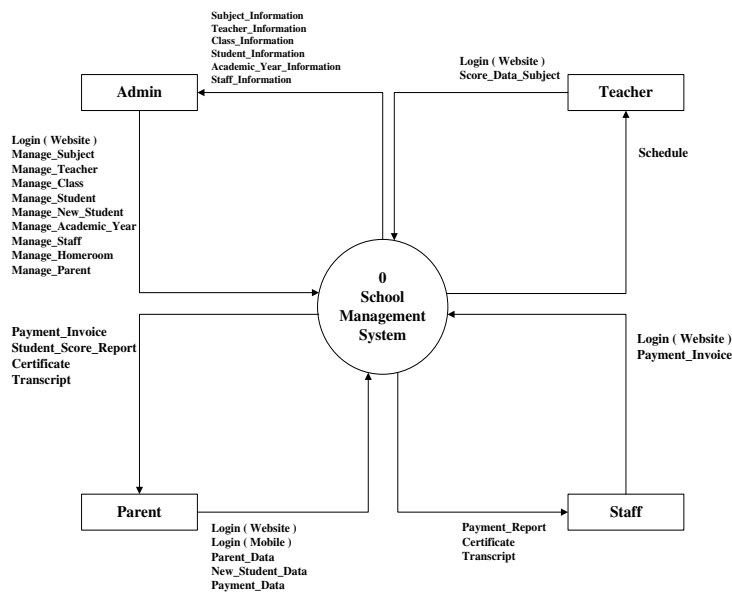 Subject_Information
Teacher_Information
Class_Information
Student_Information
Academic_Year_Information
Staff_Information
Admin
Login ( Website )
Score_Data_Subject
Teacher
Login ( Website )
Manage_Subject
Manage_Teacher
Manage_Class
Manage_Student
Manage_New_Student
Manage_Academic_Year
Manage_Staff
Manage_Homeroom
Manage_Parent
Schedule
0
School
Management
System
Payment_Invoice
Student_Score_Report
Certificate
Transcript
Login ( Website )
Payment_Invoice
Parent
Login ( Website )
Login ( Mobile )
Parent_Data
New_Student_Data
Payment_Data
Payment_Report
Certificate
Transcript
Staff